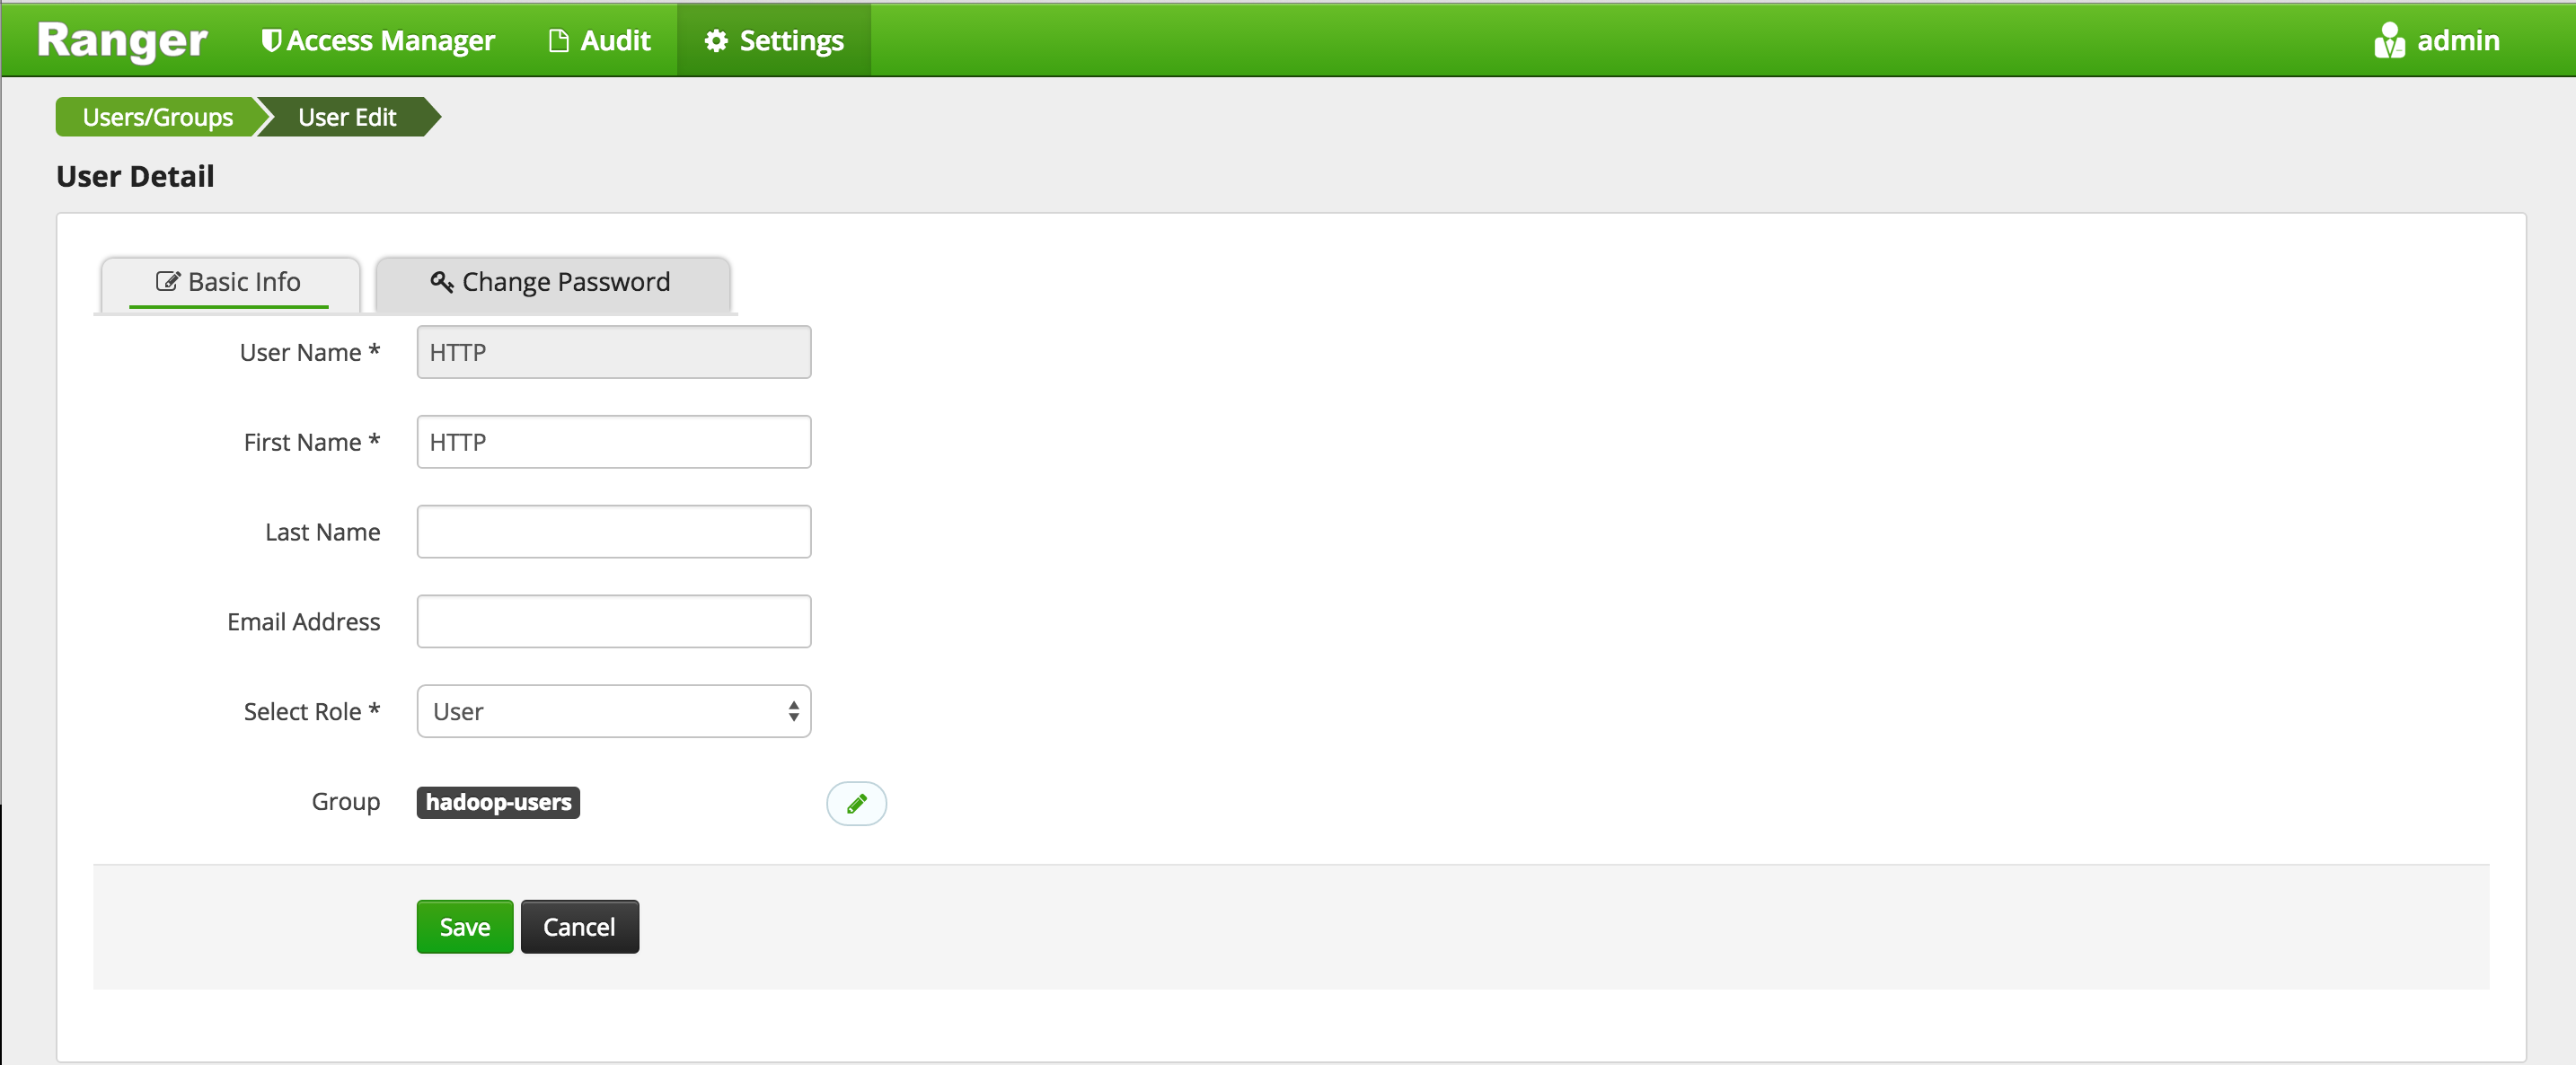 Ranger Access Manager Audit Settings admin
Users/Groups User Edit
User Detail
Basic Info Change Password
User Name * HTTP
First Name * HTTP
Last Name
Email Address
Select Role * User
Group hadoop-users
Save Cancel